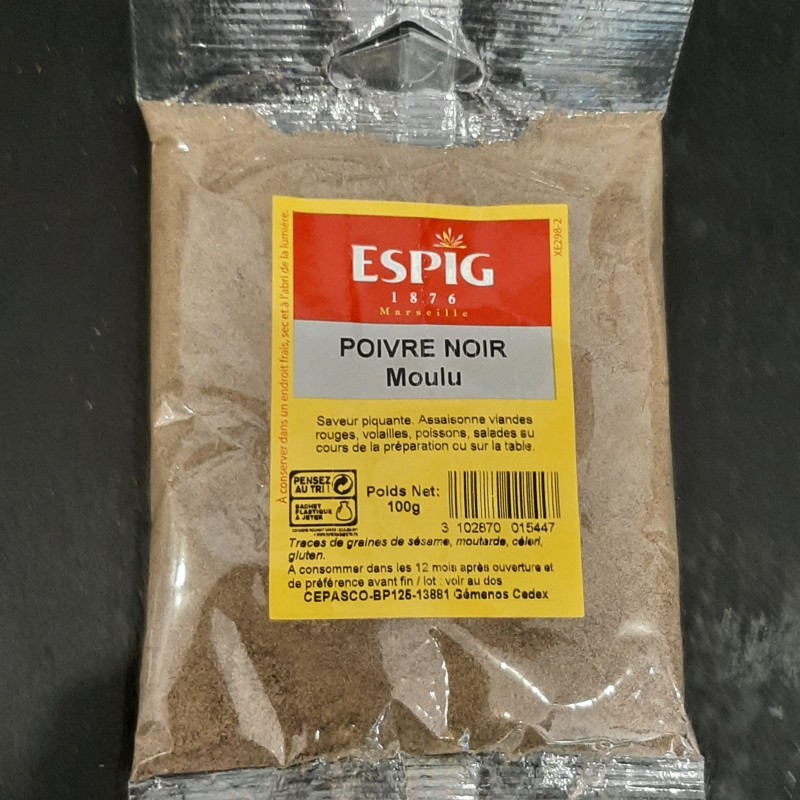 ESPIG
1876
Marseille
POIVRE NOIR
Moulu
Saveur piquante. Assaisonne viandes
rouges, volailles, poissons, salades au
cours de la préparation ou sur la table.
PENSEZ
AU TRI !
SACHET
PLASTIQUE
À JETER
Poids Net:
100g
3 102870 015447
Traces de graines de sésame, moutarde, céleri,
gluten.
A consommer dans les 12 mois après ouverture et
de préférence avant fin / lot : voir au dos
CEPASCO-BP125-13881 Gémenos Cedex
À conserver dans un endroit frais, sec et à l'abri de la lumière.
XE298-2